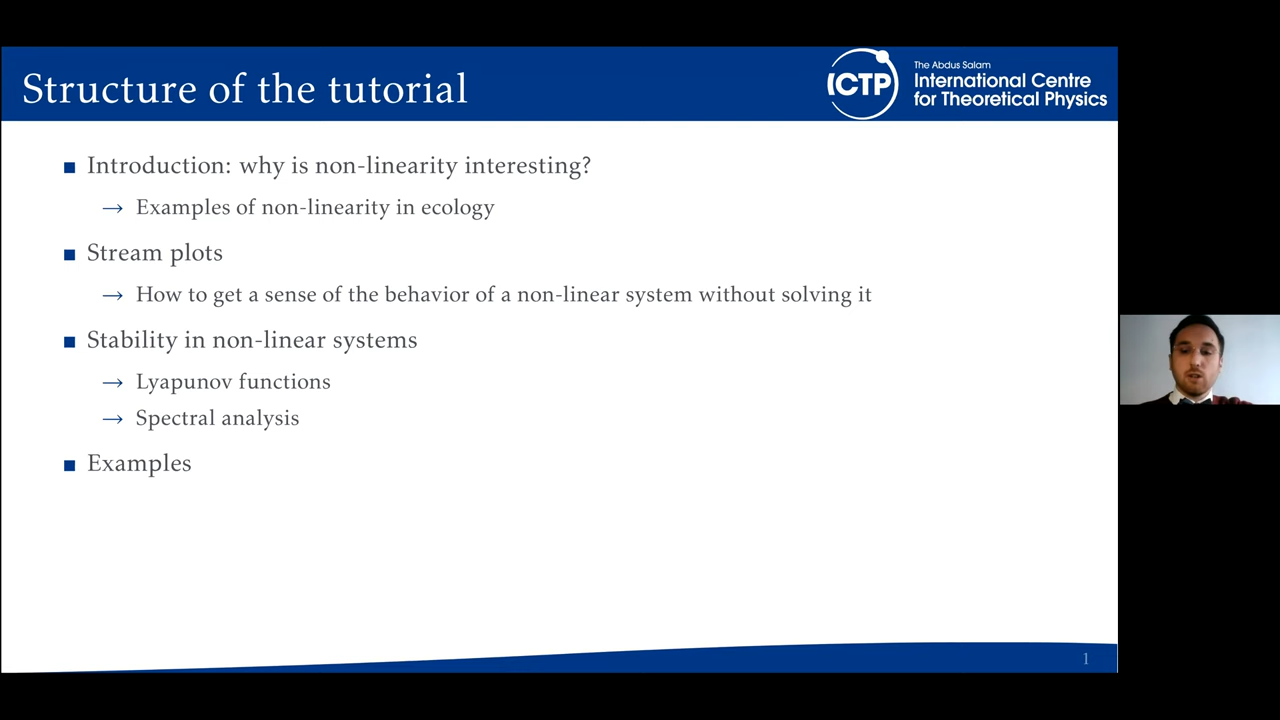 Structure of the tutorial
ICTP
The Abdus Salam
International Centre
for Theoretical Physics
■ Introduction: why is non-linearity interesting?
→ Examples of non-linearity in ecology
■ Stream plots
→ How to get a sense of the behavior of a non-linear system without solving it
■ Stability in non-linear systems
→ Lyapunov functions
→ Spectral analysis
■ Examples
1